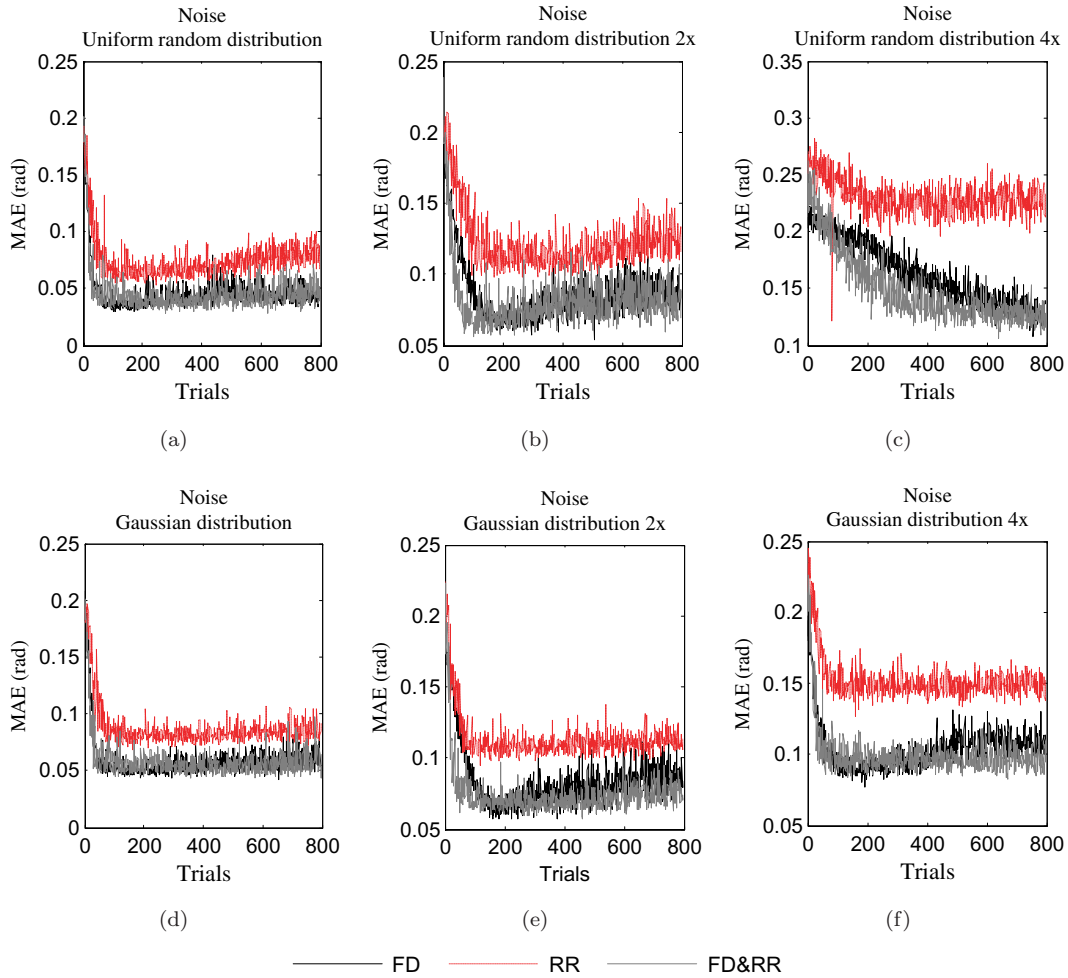 Noise
Uniform random distribution
0.25
0.2
0.15
0.1
0.05
0
MAE (rad)
0 200 400 600 800
Trials
(a)
Noise
Uniform random distribution 2x
0.25
0.2
0.15
0.1
0.05
MAE (rad)
0 200 400 600 800
Trials
(b)
Noise
Uniform random distribution 4x
0.35
0.3
0.25
0.2
0.15
0.1
MAE (rad)
0 200 400 600 800
Trials
(c)
Noise
Gaussian distribution
0.25
0.2
0.15
0.1
0.05
0
MAE (rad)
0 200 400 600 800
Trials
(d)
Noise
Gaussian distribution 2x
0.25
0.2
0.15
0.1
0.05
MAE (rad)
0 200 400 600 800
Trials
(e)
Noise
Gaussian distribution 4x
0.25
0.2
0.15
0.1
0.05
MAE (rad)
0 200 400 600 800
Trials
(f)
FD RR FD&RR